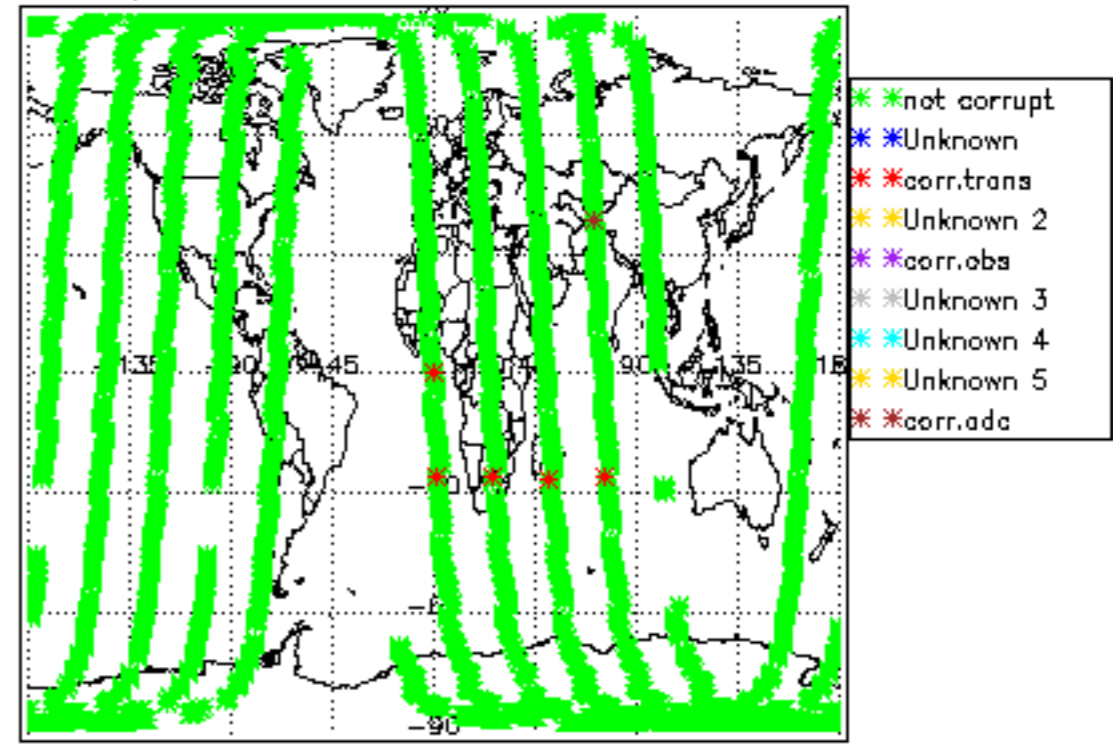 not corrupt
Unknown
corr.trans
Unknown 2
corr.obs
Unknown 3
Unknown 4
Unknown 5
corr.adc
135 90 45 90 135
-90